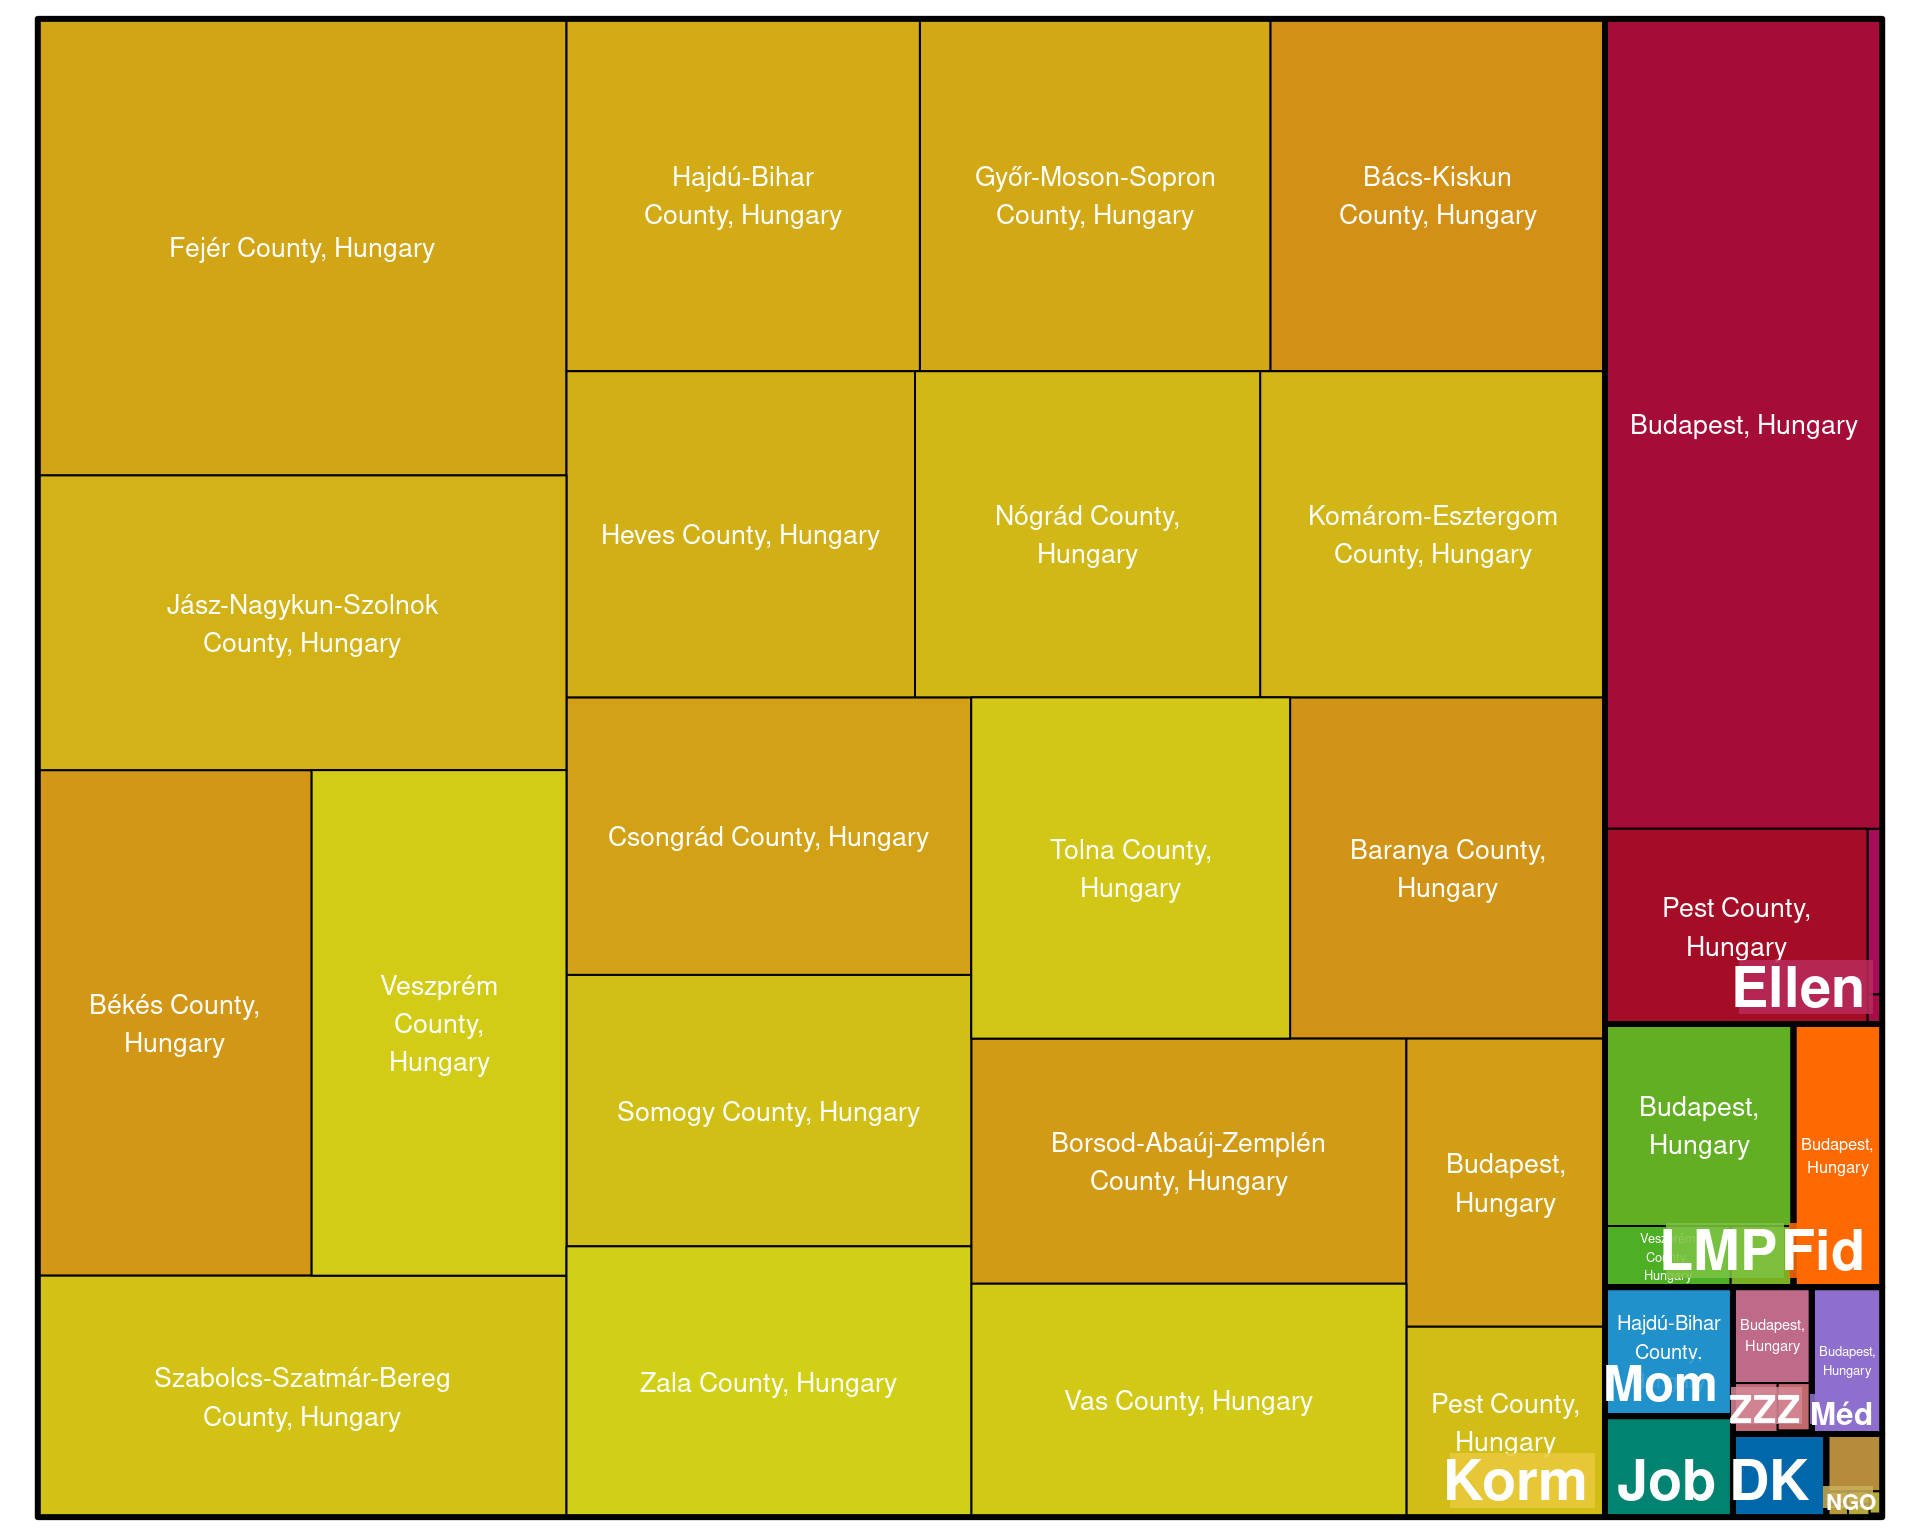 Fejér County, Hungary
Hajdú-Bihar
County, Hungary
Győr-Moson-Sopron
County, Hungary
Bács-Kiskun
County, Hungary
Budapest, Hungary
Jász-Nagykun-Szolnok
County, Hungary
Heves County, Hungary
Nógrád County,
Hungary
Komárom-Esztergom
County, Hungary
Békés County,
Hungary
Veszprém
County,
Hungary
Csongrád County, Hungary
Tolna County,
Hungary
Baranya County,
Hungary
Pest County,
Hungary
Ellen
Somogy County, Hungary
Borsod-Abaúj-Zemplén
County, Hungary
Budapest,
Hungary
Szabolcs-Szatmár-Bereg
County, Hungary
Zala County, Hungary
Vas County, Hungary
Pest County,
Hungary
Korm
Budapest,
Hungary
Veszprém
County,
Hungary
LMP
Budapest,
Hungary
Fid
Hajdú-Bihar
County,
Mom
Budapest,
Hungary
ZZZ
Budapest,
Hungary
Méd
Job
DK
NGO